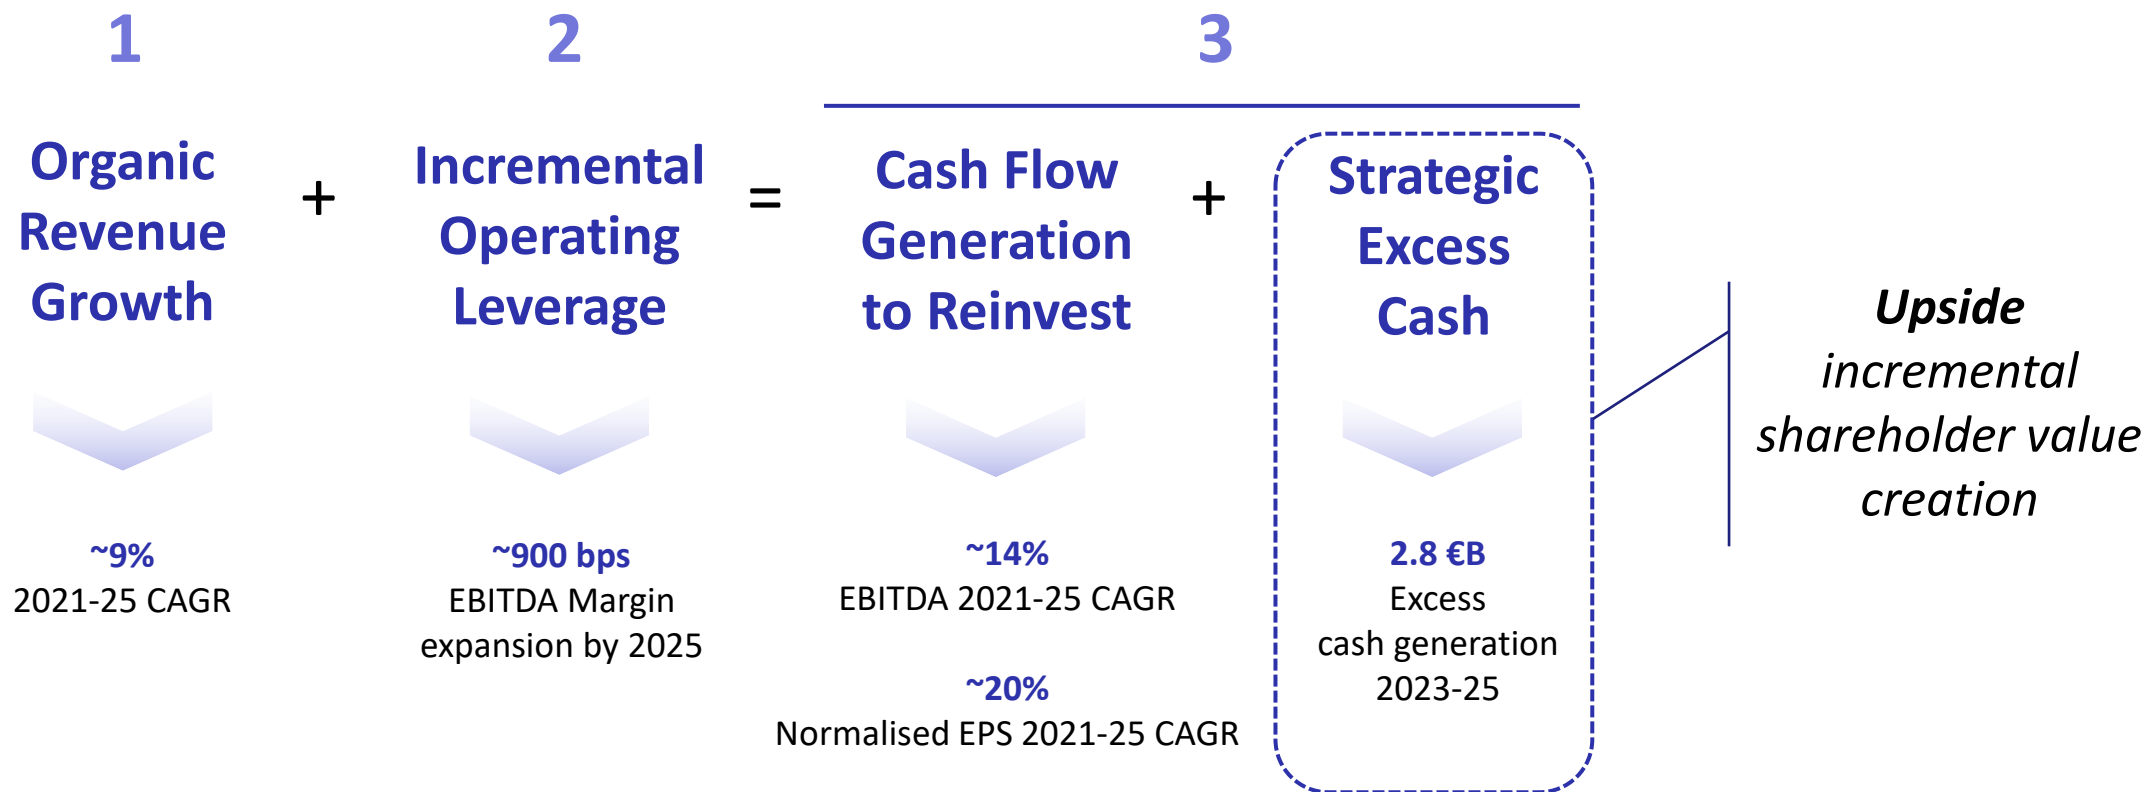 1
Organic
Revenue
Growth
~9%
2021-25 CAGR
+
2
Incremental
Operating
Leverage
~900 bps
EBITDA Margin
expansion by 2025
=
3
Cash Flow
Generation
to Reinvest
~14%
EBITDA 2021-25 CAGR
~20%
Normalised EPS 2021-25 CAGR
+
Strategic
Excess
Cash
2.8 €B
Excess
cash generation
2023-25
Upside
incremental
shareholder value
creation